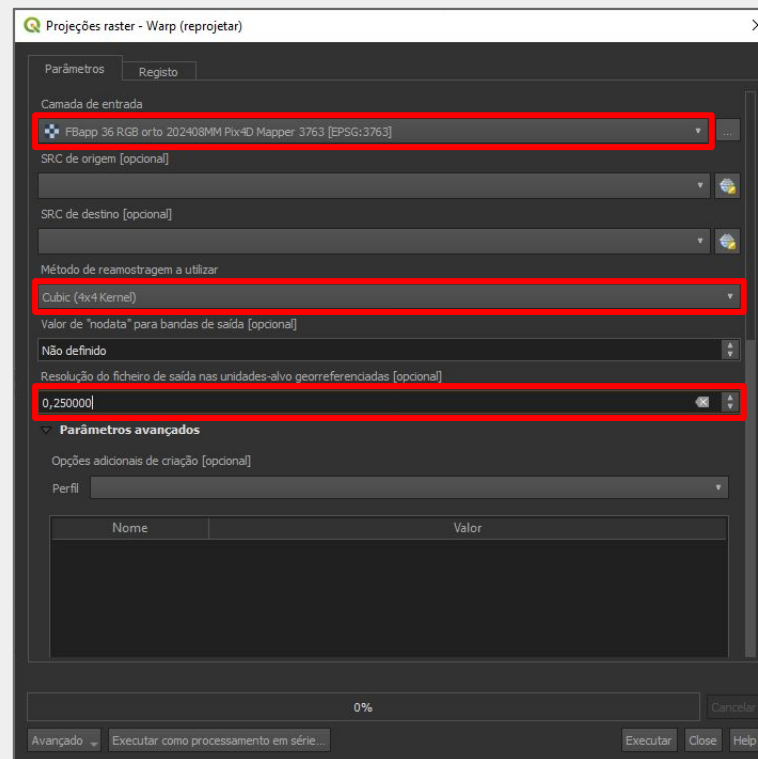 Projeções raster - Warp (reprojetar)
Parâmetros Registo
Camada de entrada
FBapp 36 RGB orto 202408MM Pix4D Mapper 3763 [EPSG:3763] ...
SRC de origem [opcional]
SRC de destino [opcional]
Método de reamostragem a utilizar
Cubic (4x4 Kernel)
Valor de "nodata" para bandas de saída [opcional]
Não definido
Resolução do ficheiro de saída nas unidades-alvo georreferenciadas [opcional]
0,250000
Parâmetros avançados
Opções adicionais de criação [opcional]
Perfil
Nome Valor
0% Cancelar
Avançado Executar como processamento em série... Executar Close Help